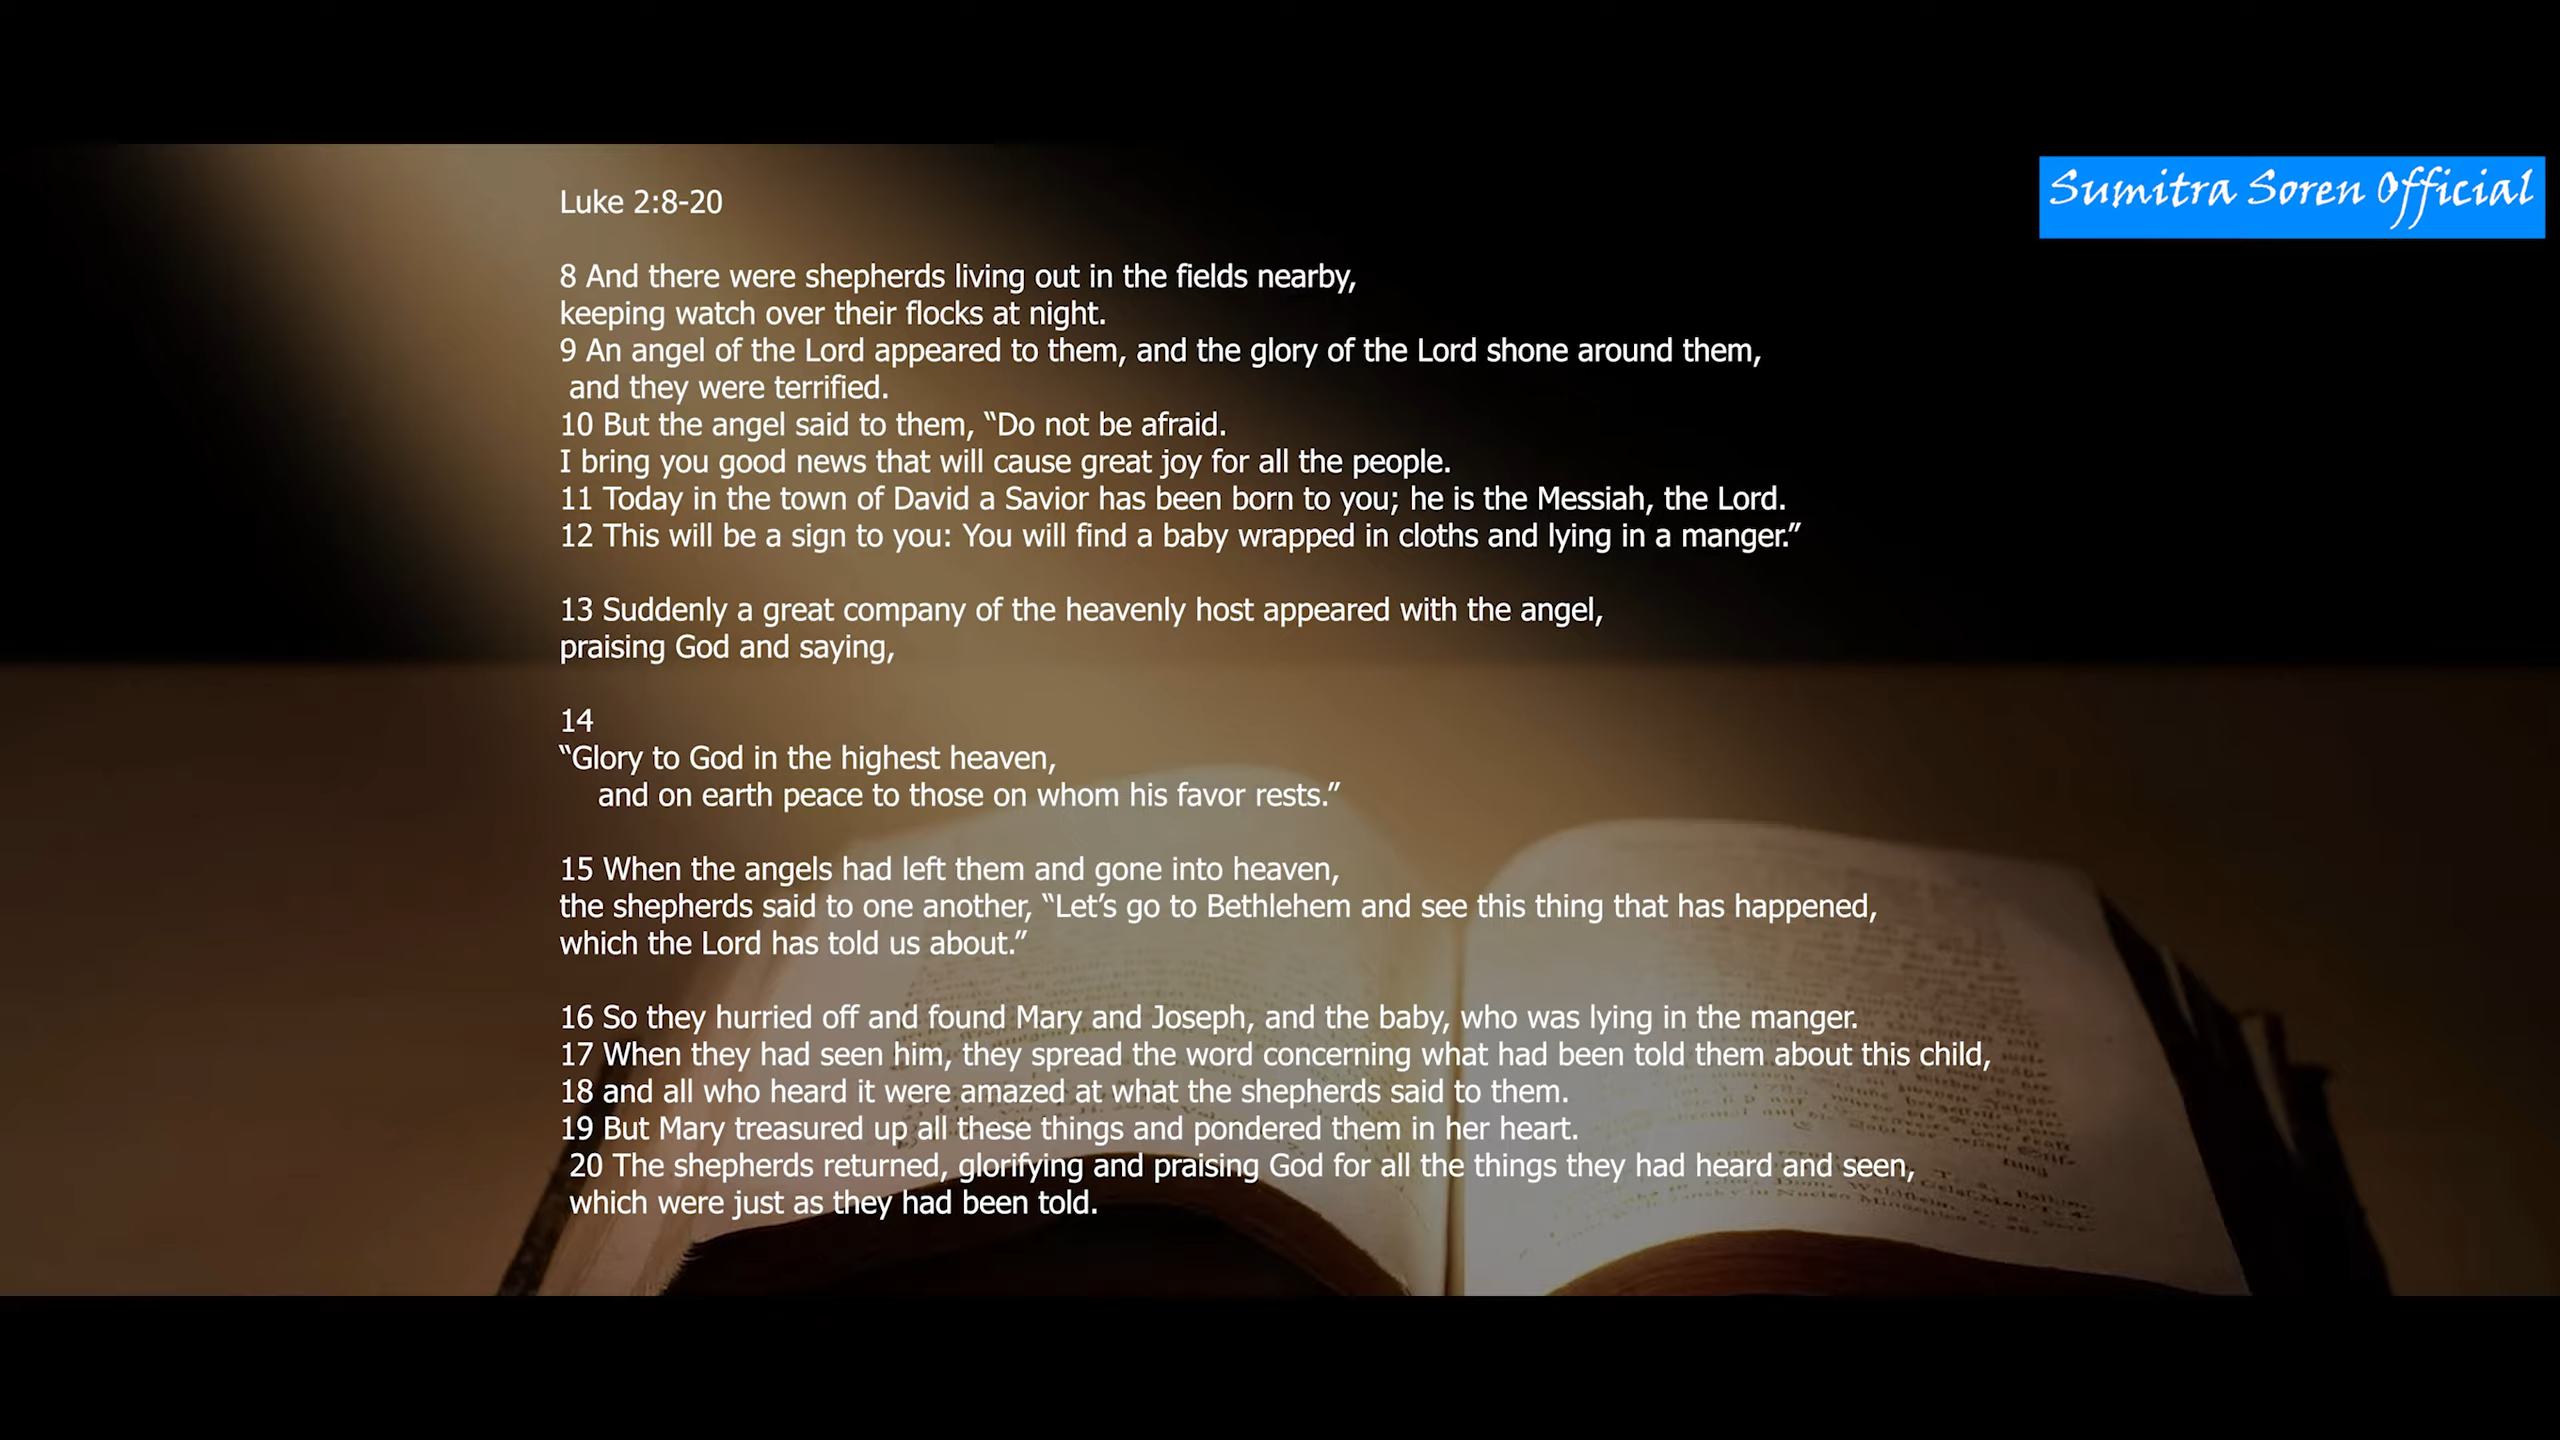 Luke 2:8-20
Sumitra Soren Official
8 And there were shepherds living out in the fields nearby,
keeping watch over their flocks at night.
9 An angel of the Lord appeared to them, and the glory of the Lord shone around them,
and they were terrified.
10 But the angel said to them, “Do not be afraid.
I bring you good news that will cause great joy for all the people.
11 Today in the town of David a Savior has been born to you; he is the Messiah, the Lord.
12 This will be a sign to you: You will find a baby wrapped in cloths and lying in a manger.”
13 Suddenly a great company of the heavenly host appeared with the angel,
praising God and saying,
14
“Glory to God in the highest heaven,
and on earth peace to those on whom his favor rests.”
15 When the angels had left them and gone into heaven,
the shepherds said to one another, “Let’s go to Bethlehem and see this thing that has happened,
which the Lord has told us about.”
16 So they hurried off and found Mary and Joseph, and the baby, who was lying in the manger.
17 When they had seen him, they spread the word concerning what had been told them about this child,
18 and all who heard it were amazed at what the shepherds said to them.
19 But Mary treasured up all these things and pondered them in her heart.
20 The shepherds returned, glorifying and praising God for all the things they had heard and seen,
which were just as they had been told.